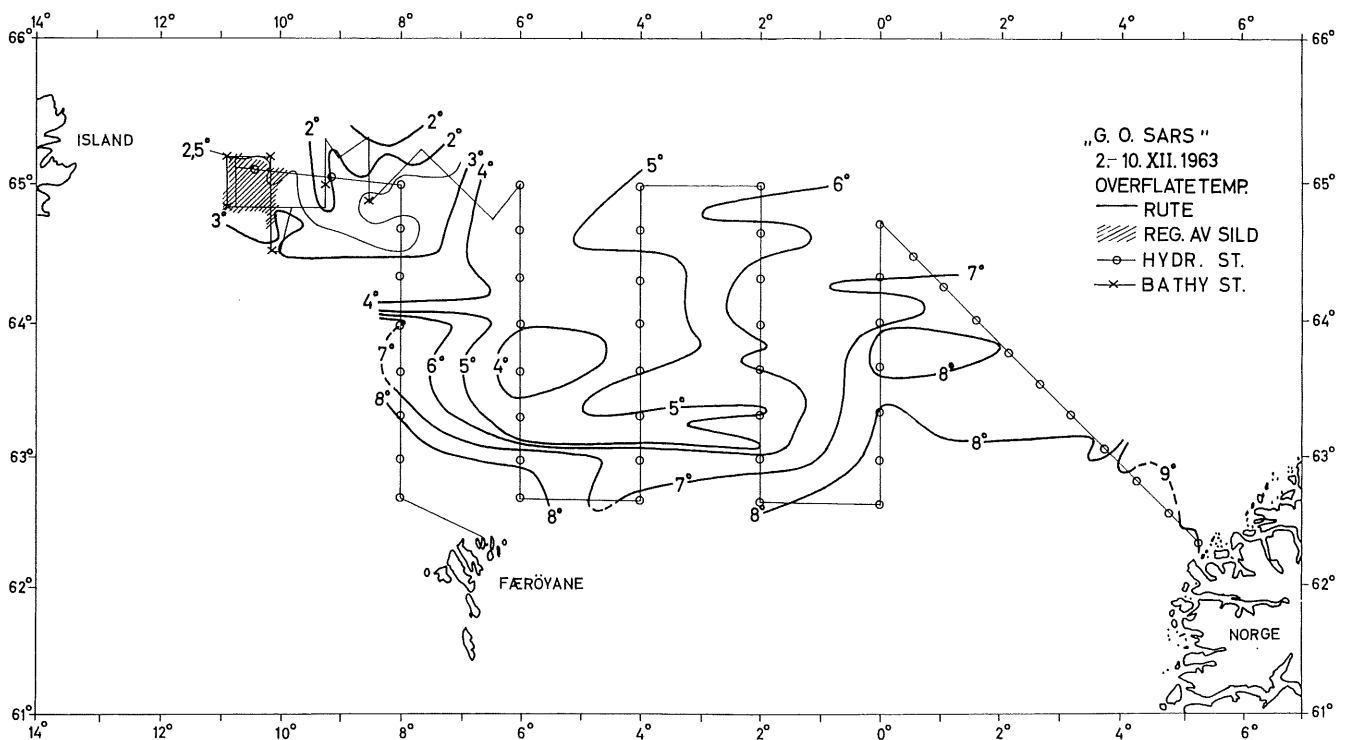 14° 12° 10° 8° 6° 4° 2° 0° 2° 4° 6°
66° 66°
ISLAND
2° 2° 2°
2,5°
3° 4° 5° 6°
65° 65°
3°
„G. O. SARS"
2.- 10. XII. 1963
OVERFLATETEMP.
RUTE
REG. AV SILD
HYDR. ST.
BATHY ST.
7°
4°
64° 64°
7° 6° 5° 4° 8°
8° 5°
8°
63° 63°
7° 9°
8° 8°
62° 62°
FÆRÖYANE
NORGE
61° 61°
14° 12° 10° 8° 6° 4° 2° 0° 2° 4° 6°